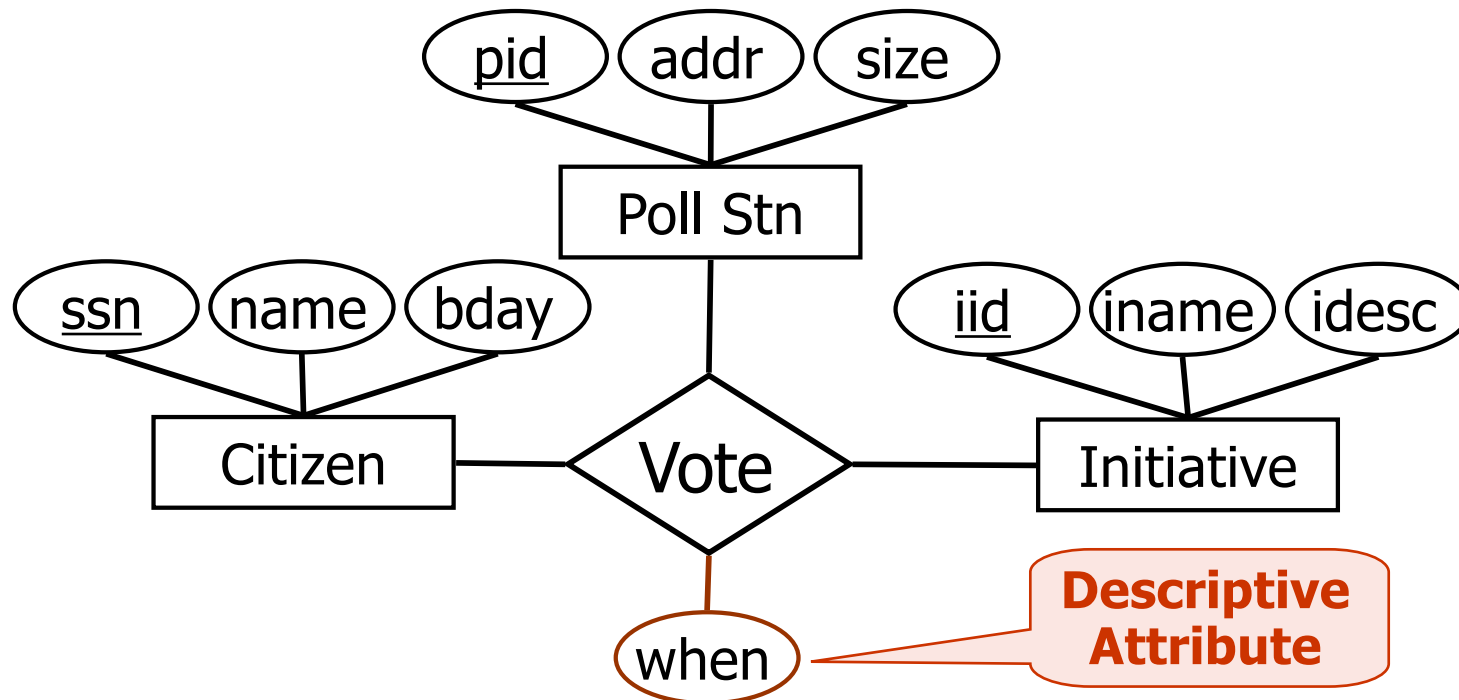 pid addr size
Poll Stn
ssn name bday
iid iname idesc
Citizen
Vote
Initiative
when
Descriptive
Attribute